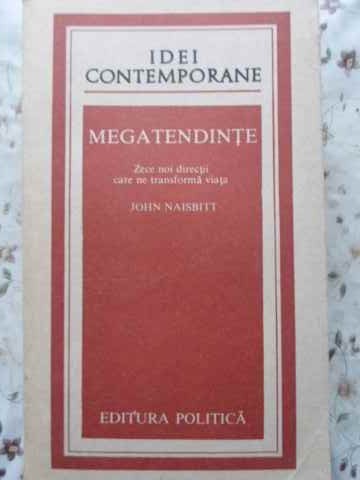 IDEI
CONTEMPORANE
MEGATENDINȚE
Zece noi direcții
care ne transformă viața
JOHN NAISBITT
EDITURA POLITICĂ